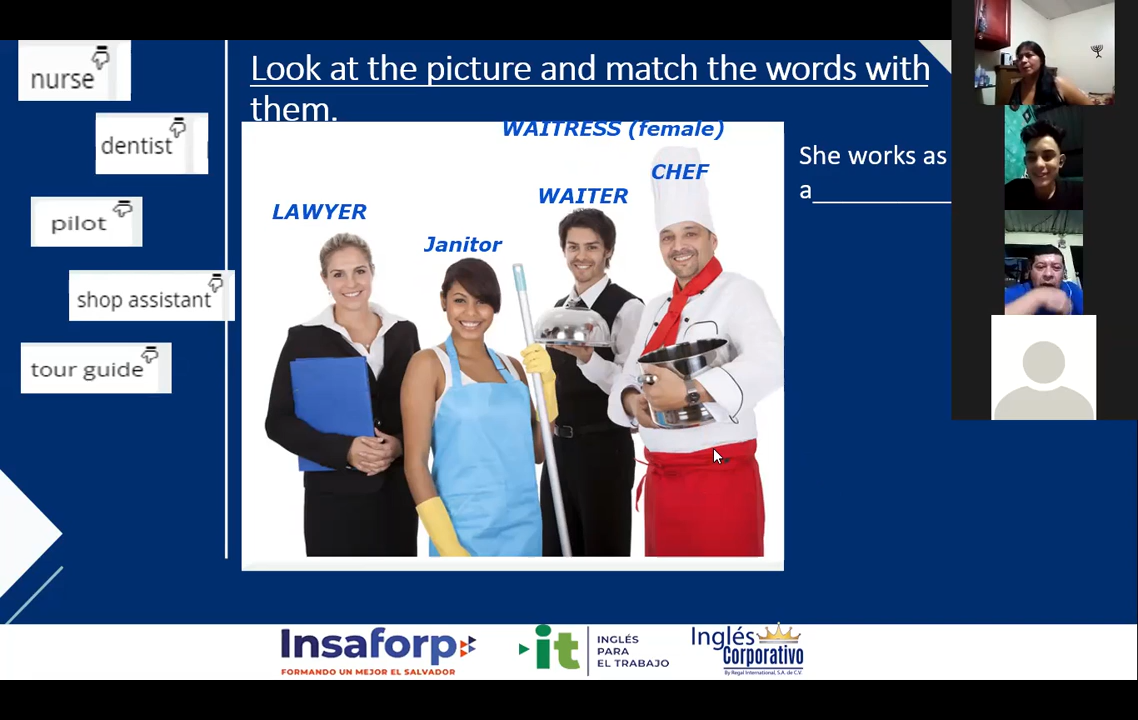 nurse
dentist
pilot
shop assistant
tour guide
Look at the picture and match the words with
them.
WAITRESS (female)
CHEF
WAITER
LAWYER
Janitor
She works as
a____________
Insaforp
FORMANDO UN MEJOR EL SALVADOR
it
INGLÉS
PARA
EL TRABAJO
Inglés
Corporativo
By Regal International, S.A. de C.V.